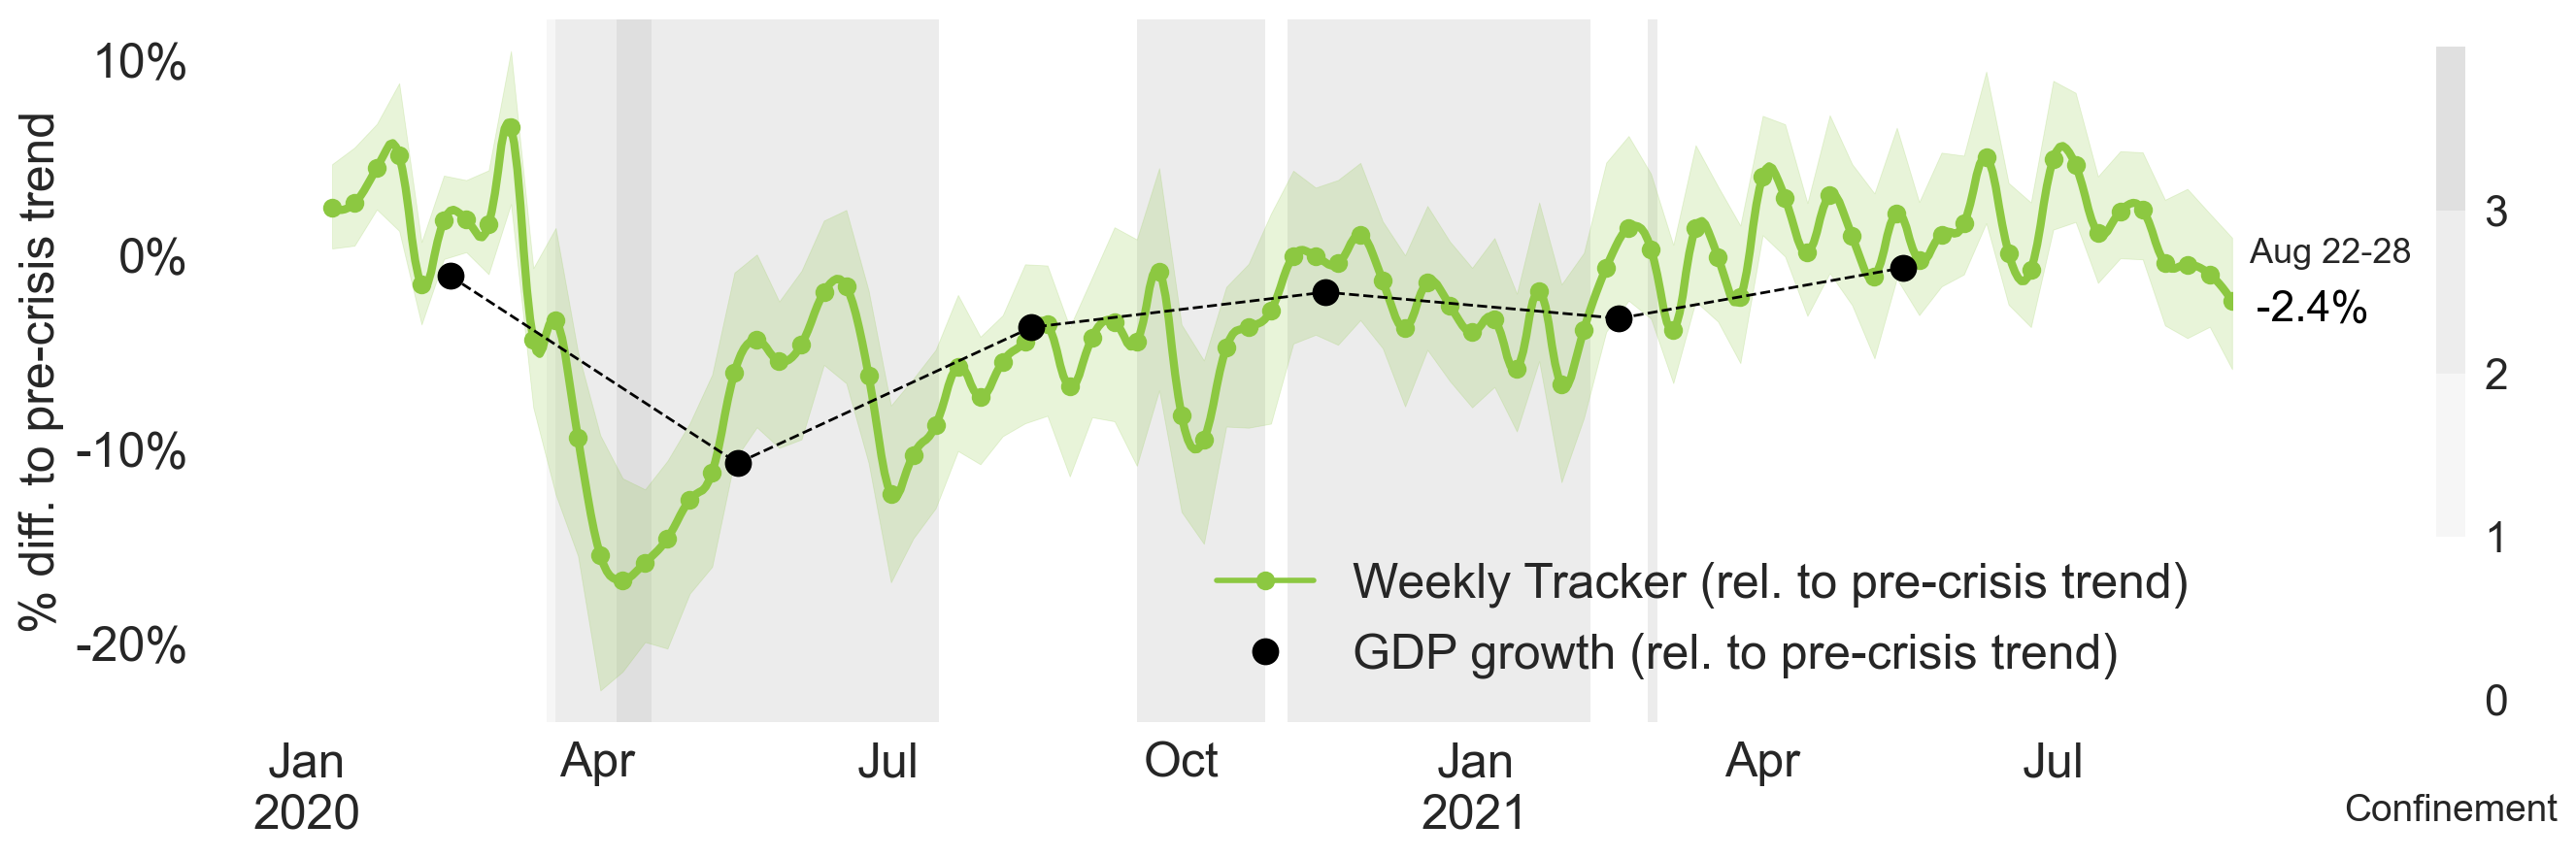 % diff. to pre-crisis trend
10%
0%
-10%
-20%
Jan
2020
Apr
Jul
Oct
Jan
2021
Apr
Jul
Weekly Tracker (rel. to pre-crisis trend)
GDP growth (rel. to pre-crisis trend)
Aug 22-28
-2.4%
3
2
1
0
Confinement